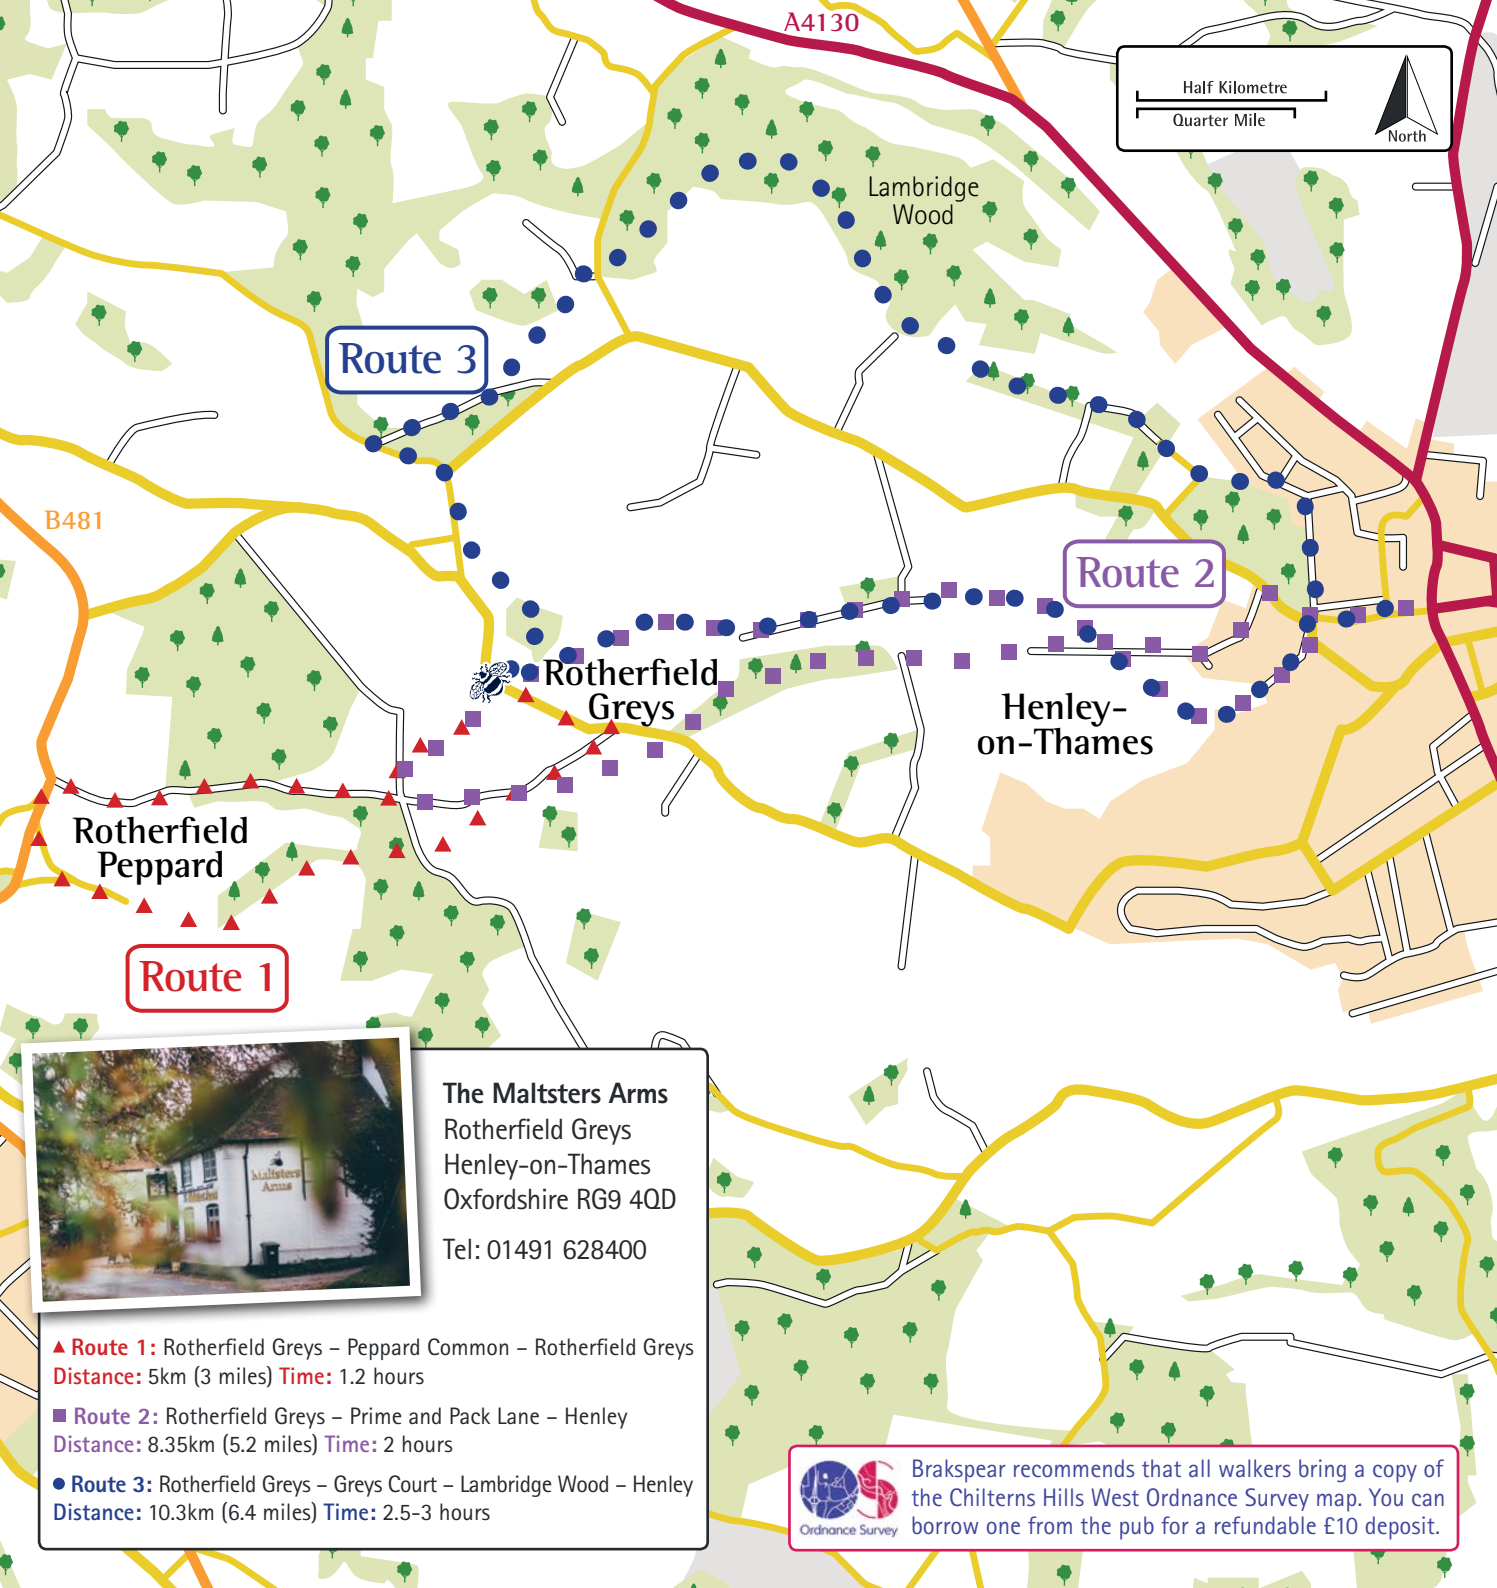 A4130
Half Kilometre
Quarter Mile
North
Lambridge
Wood
Route 3
B481
Route 2
Rotherfield
Greys
Henley-
on-Thames
Rotherfield
Peppard
Route 1
Maltsters
Arms
The Maltsters Arms
Rotherfield Greys
Henley-on-Thames
Oxfordshire RG9 4QD
Tel: 01491 628400
Route 1: Rotherfield Greys – Peppard Common – Rotherfield Greys
Distance: 5km (3 miles) Time: 1.2 hours
Route 2: Rotherfield Greys – Prime and Pack Lane – Henley
Distance: 8.35km (5.2 miles) Time: 2 hours
Route 3: Rotherfield Greys – Greys Court – Lambridge Wood – Henley
Distance: 10.3km (6.4 miles) Time: 2.5-3 hours
Ordnance Survey
Brakspear recommends that all walkers bring a copy of
the Chilterns Hills West Ordnance Survey map. You can
borrow one from the pub for a refundable £10 deposit.